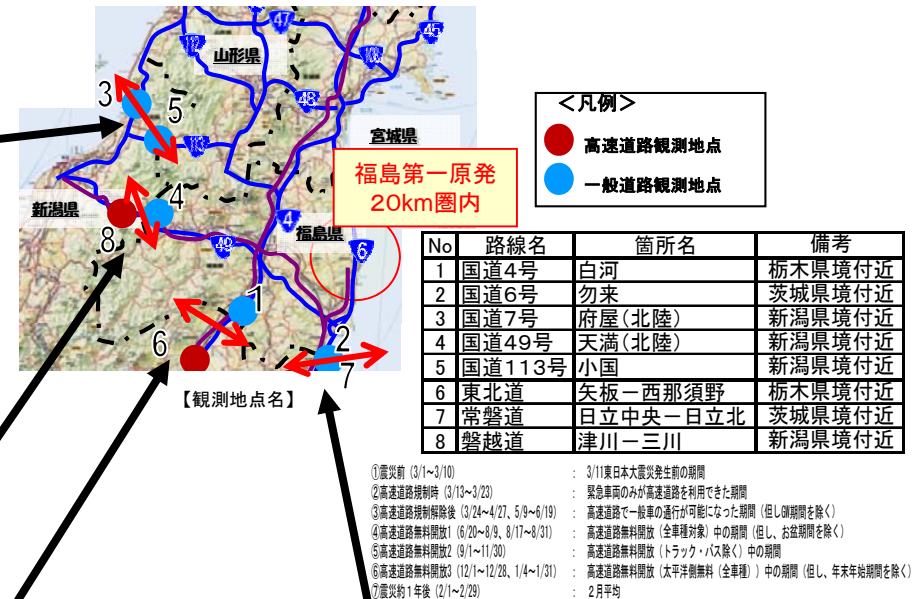 47
45
112
108
山形県
48
3
5
113
宮城県
福島第一原発
20km圏内
新潟県
4
8
49
4
福島県
6
1
6
2
7
【観測地点名】
<凡例>
高速道路観測地点
一般道路観測地点
No 路線名 箇所名 備考
1 国道4号 白河 栃木県境付近
2 国道6号 勿来 茨城県境付近
3 国道7号 府屋(北陸) 新潟県境付近
4 国道49号 天満(北陸) 新潟県境付近
5 国道113号 小国 新潟県境付近
6 東北道 矢板-西那須野 栃木県境付近
7 常磐道 日立中央-日立北 茨城県境付近
8 磐越道 津川-三川 新潟県境付近
①震災前 (3/1~3/10) : 3/11東日本大震災発生前の期間
②高速道路規制時 (3/13~3/23) : 緊急車両のみが高速道路を利用できた期間
③高速道路規制解除後 (3/24~4/27、5/9~6/19) : 高速道路で一般車の通行が可能になった期間 (但しGW期間を除く)
④高速道路無料開放1 (6/20~8/9、8/17~8/31) : 高速道路無料開放 (全車種対象) 中の期間 (但し、お盆期間を除く)
⑤高速道路無料開放2 (9/1~11/30) : 高速道路無料開放 (トラック・バス除く) 中の期間
⑥高速道路無料開放3 (12/1~12/28、1/4~1/31) : 高速道路無料開放 (太平洋側無料 (全車種) ) 中の期間 (但し、年末年始期間を除く)
⑦震災約1年後 (2/1~2/29) : 2月平均